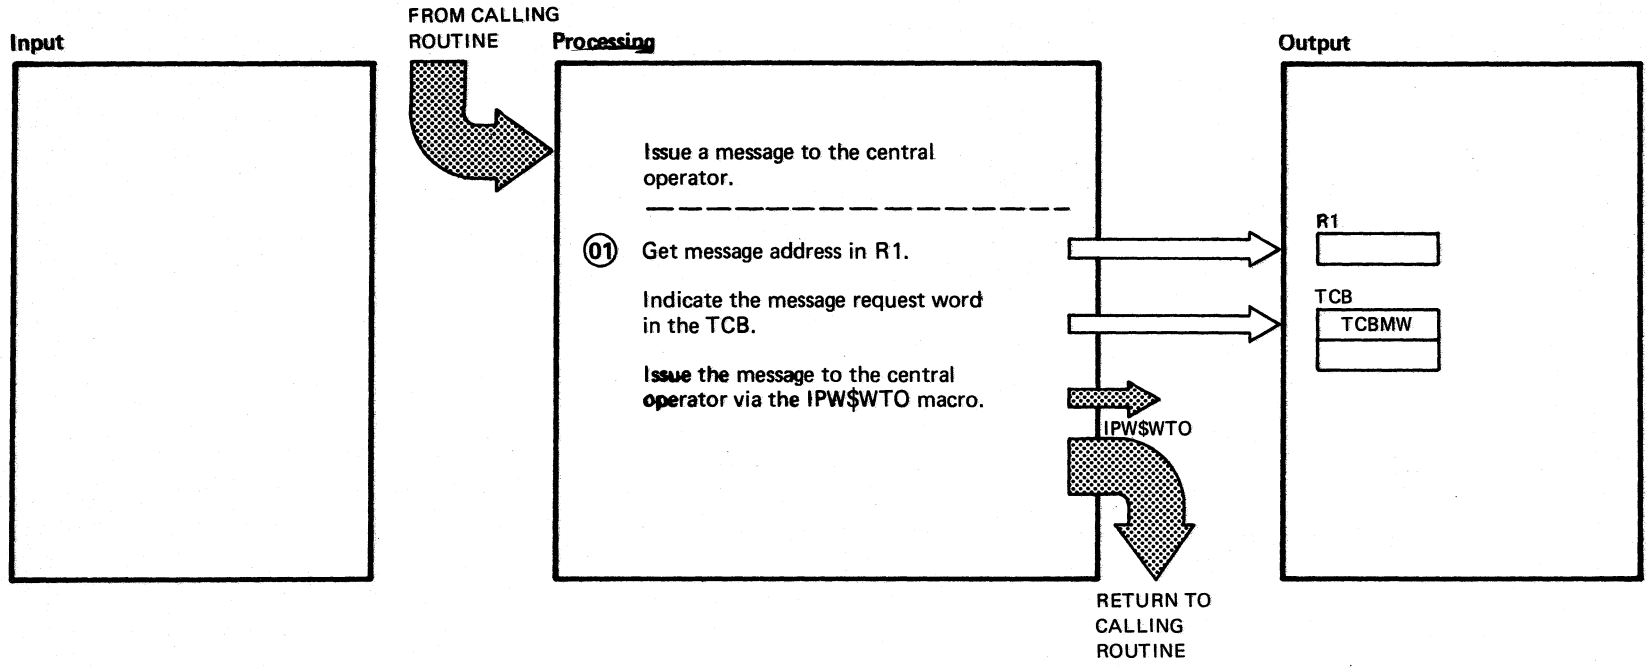 FROM CALLING
ROUTINE
Input
Processing
Output
Issue a message to the central
operator.
01 Get message address in R1.
Indicate the message request word
in the TCB.
Issue the message to the central
operator via the IPW$WTO macro.
IPW$WTO
RETURN TO
CALLING
ROUTINE
R1
TCB
TCBMW